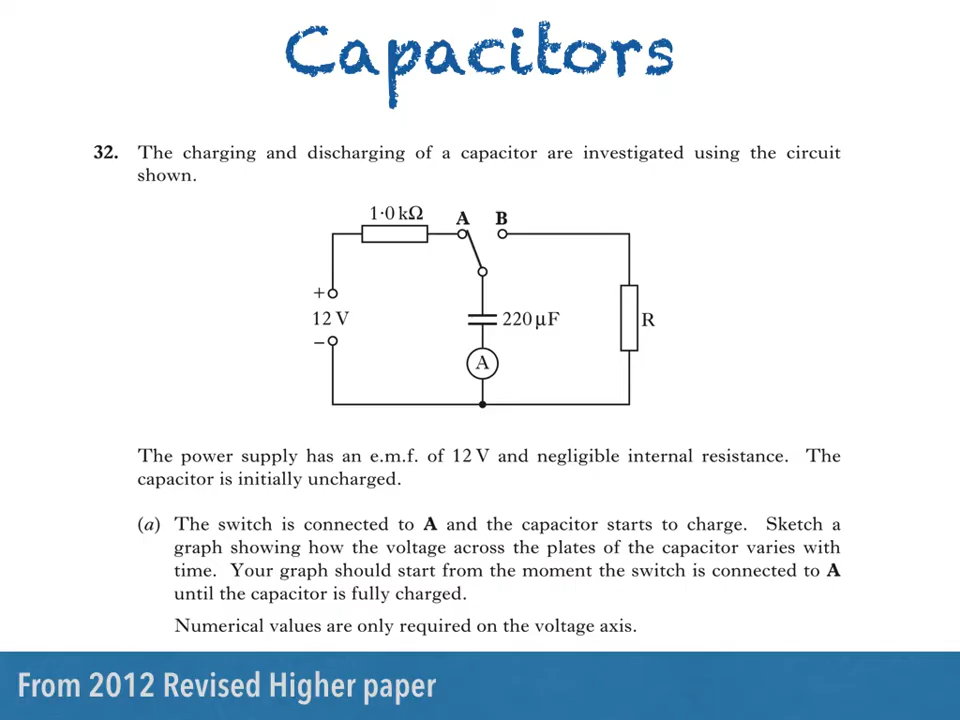 Capacitors
32. The charging and discharging of a capacitor are investigated using the circuit
shown.
1·0 kΩ A B
+
12 V
−
220 µF
R
A
The power supply has an e.m.f. of 12 V and negligible internal resistance. The
capacitor is initially uncharged.
(a) The switch is connected to A and the capacitor starts to charge. Sketch a
graph showing how the voltage across the plates of the capacitor varies with
time. Your graph should start from the moment the switch is connected to A
until the capacitor is fully charged.
Numerical values are only required on the voltage axis.
From 2012 Revised Higher paper